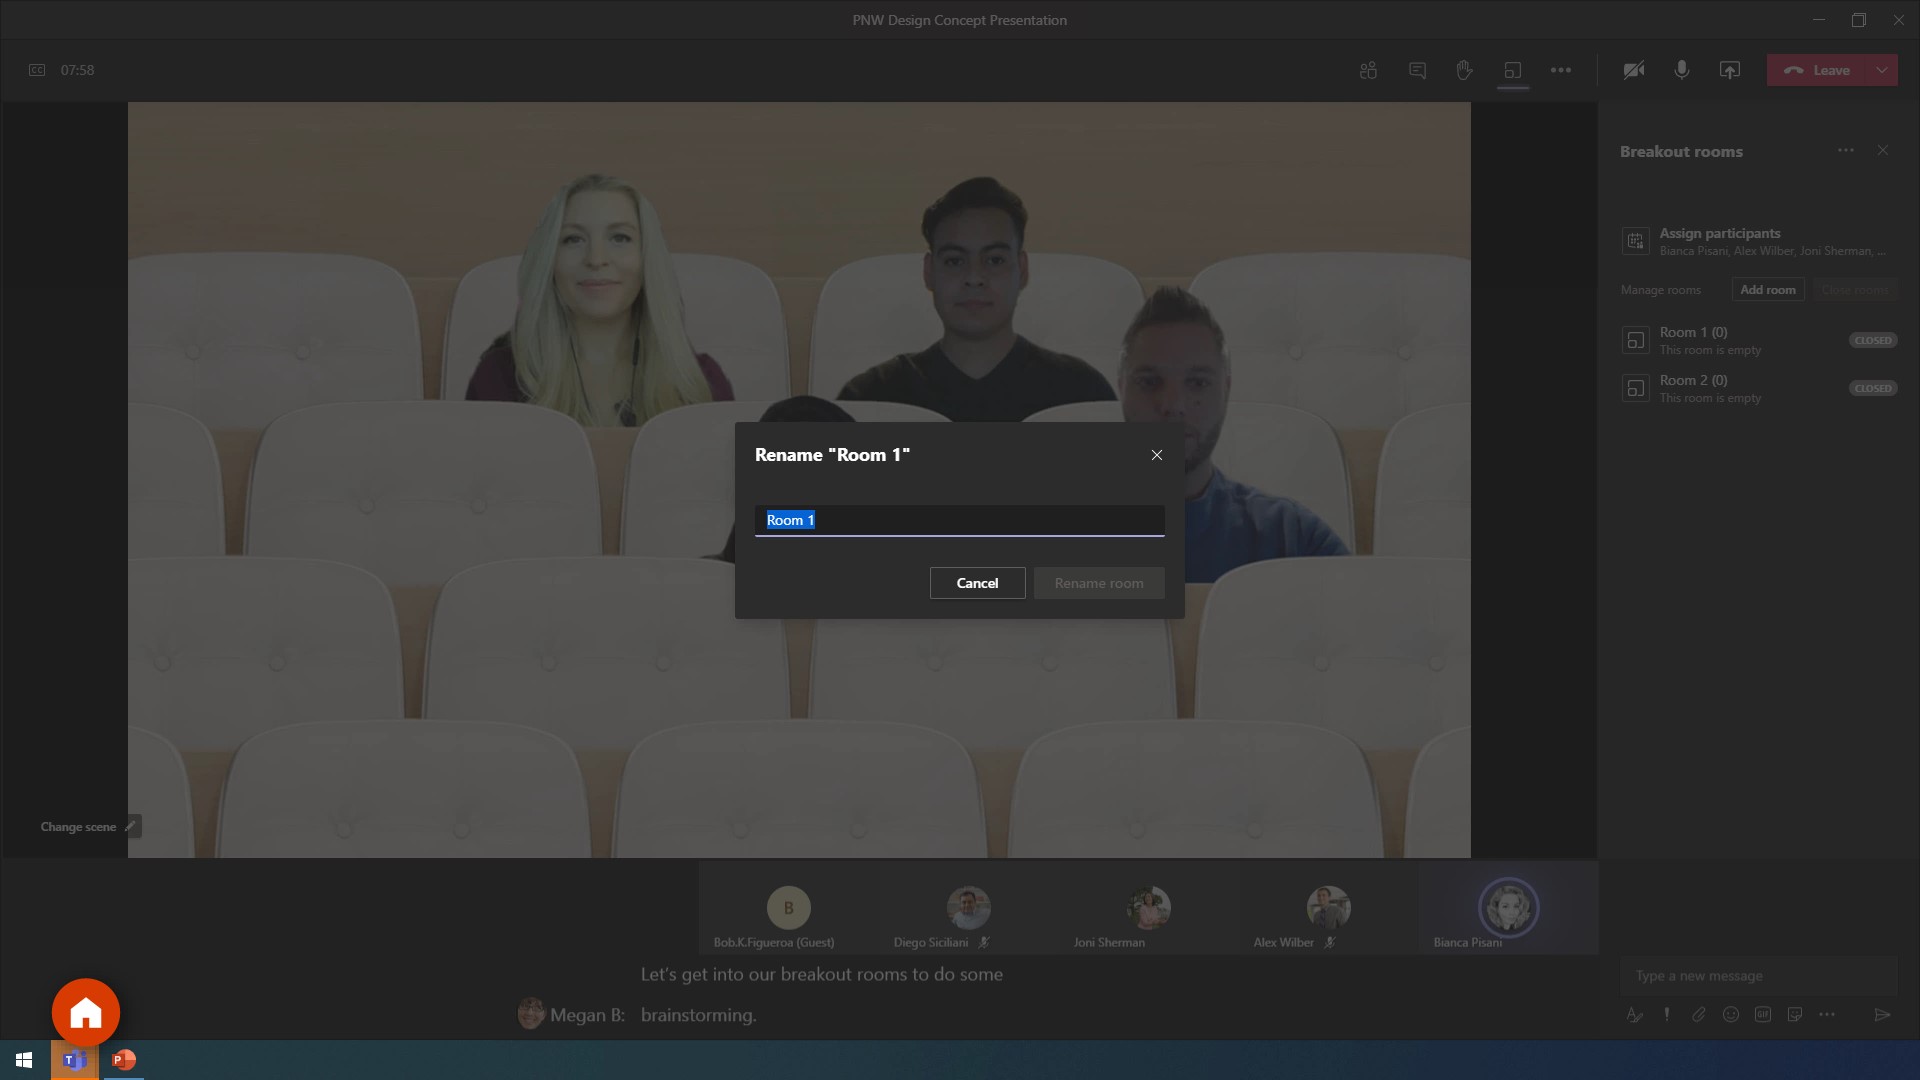 PNW Design Concept Presentation
CC 07:58
Leave
Breakout rooms
Assign participants
Bianca Pisani, Alex Wilber, Joni Sherman, ...
Manage rooms Add room Close rooms
Room 1 (0)
This room is empty
CLOSED
Room 2 (0)
This room is empty
CLOSED
Rename "Room 1"
Room 1
Cancel Rename room
Change scene
B
Bob.K.Figueroa (Guest) Diego Siciliani Joni Sherman Alex Wilber Bianca Pisani
Let's get into our breakout rooms to do some
Megan B: brainstorming.
Type a new message
GIF
T P